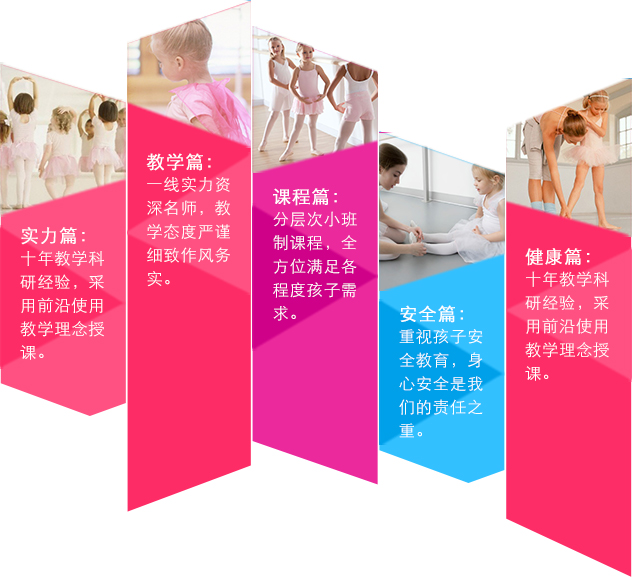 实力篇：
十年教学科
研经验，采
用前沿使用
教学理念授
课。
教学篇：
一线实力资
深名师，教
学态度严谨
细致作风务
实。
课程篇：
分层次小班
制课程，全
方位满足各
程度孩子需
求。
安全篇：
重视孩子安
全教育，身
心安全是我
们的责任之
重。
健康篇：
十年教学科
研经验，采
用前沿使用
教学理念授
课。